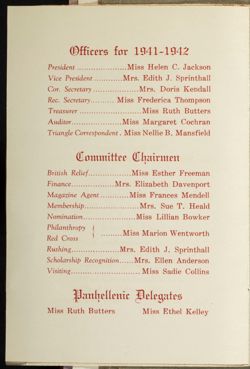 Officers for 1941-1942
President ......................Miss Helen C. Jackson
Vice President ............Mrs. Edith J. Sprinthall
Cor. Secretary ....................Mrs. Doris Kendall
Rec. Secretary .......... Miss Frederica Thompson
Treasurer ...........................Miss Ruth Butters
Auditor.......................Miss Margaret Cochran
Triangle Correspondent . Miss Nellie B. Mansfield
Committee Chairmen
British Relief...................Miss Esther Freeman
Finance.................Mrs. Elizabeth Davenport
Magazine Agent ............Miss Frances Mendell
Membership........................Mrs. Sue T. Heald
Nomination......................Miss Lillian Bowker
Philanthropy
Red Cross } .........Miss Marion Wentworth
Rushing.....................Mrs. Edith J. Sprinthall
Scholarship Recognition......Mrs. Ellen Anderson
Visiting..............................Miss Sadie Collins
Panhellenic Delegates
Miss Ruth Butters Miss Ethel Kelley